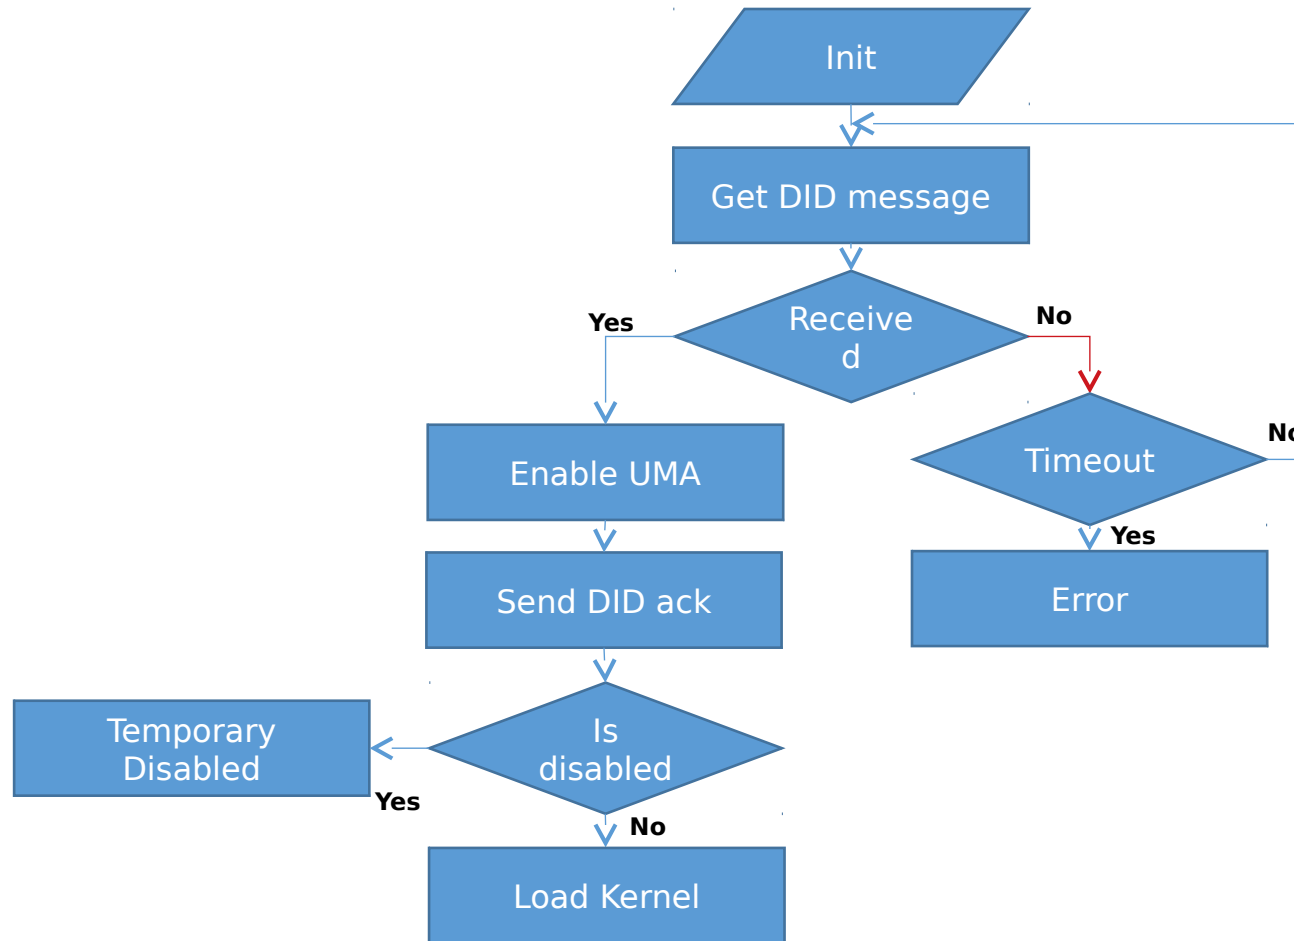 Init
Get DID message
Receive
d
Yes
No
Timeout
No
Enable UMA
Yes
Error
Send DID ack
Is
disabled
Temporary
Disabled
Yes
No
Load Kernel